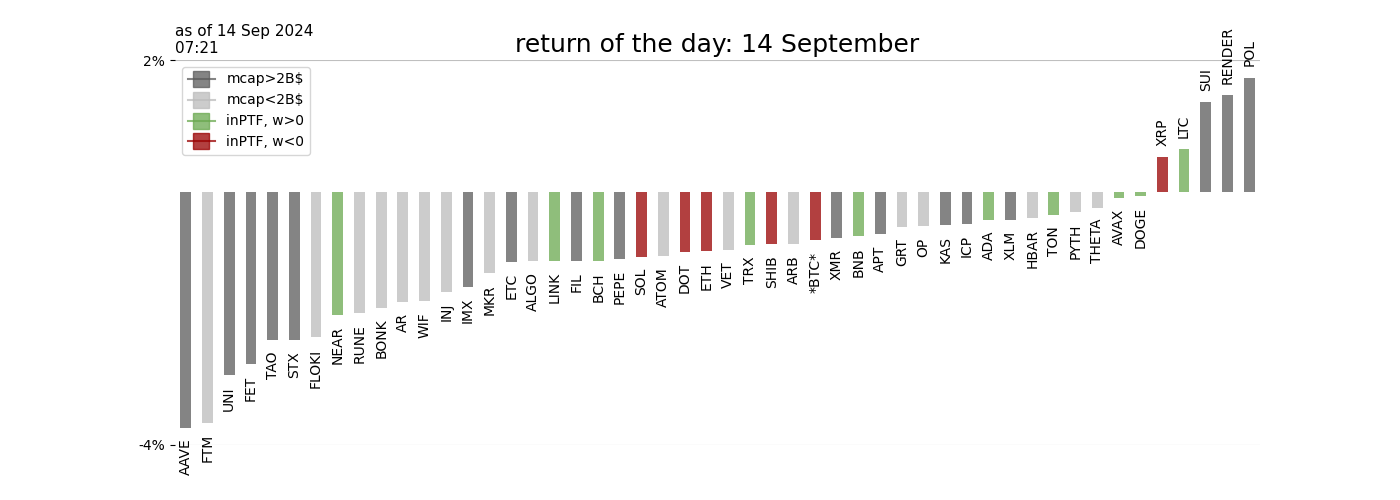 as of 14 Sep 2024
07:21
return of the day: 14 September
2%
mcap>2B$
mcap<2B$
inPTF, w>0
inPTF, w<0
-4%
AAVE
FTM
UNI
FET
TAO
STX
FLOKI
NEAR
RUNE
BONK
AR
WIF
INJ
IMX
MKR
ETC
ALGO
LINK
FIL
BCH
PEPE
SOL
ATOM
DOT
ETH
VET
TRX
SHIB
ARB
*BTC*
XMR
BNB
APT
GRT
OP
KAS
ICP
ADA
XLM
HBAR
TON
PYTH
THETA
AVAX
DOGE
XRP
LTC
SUI
RENDER
POL